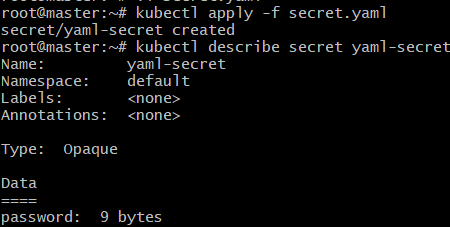 root@master:~# kubectl apply -f secret.yaml
secret/yaml-secret created
root@master:~# kubectl describe secret yaml-secret
Name:         yaml-secret
Namespace:    default
Labels:       <none>
Annotations:  <none>
Type:  Opaque
Data
====
password:  9 bytes